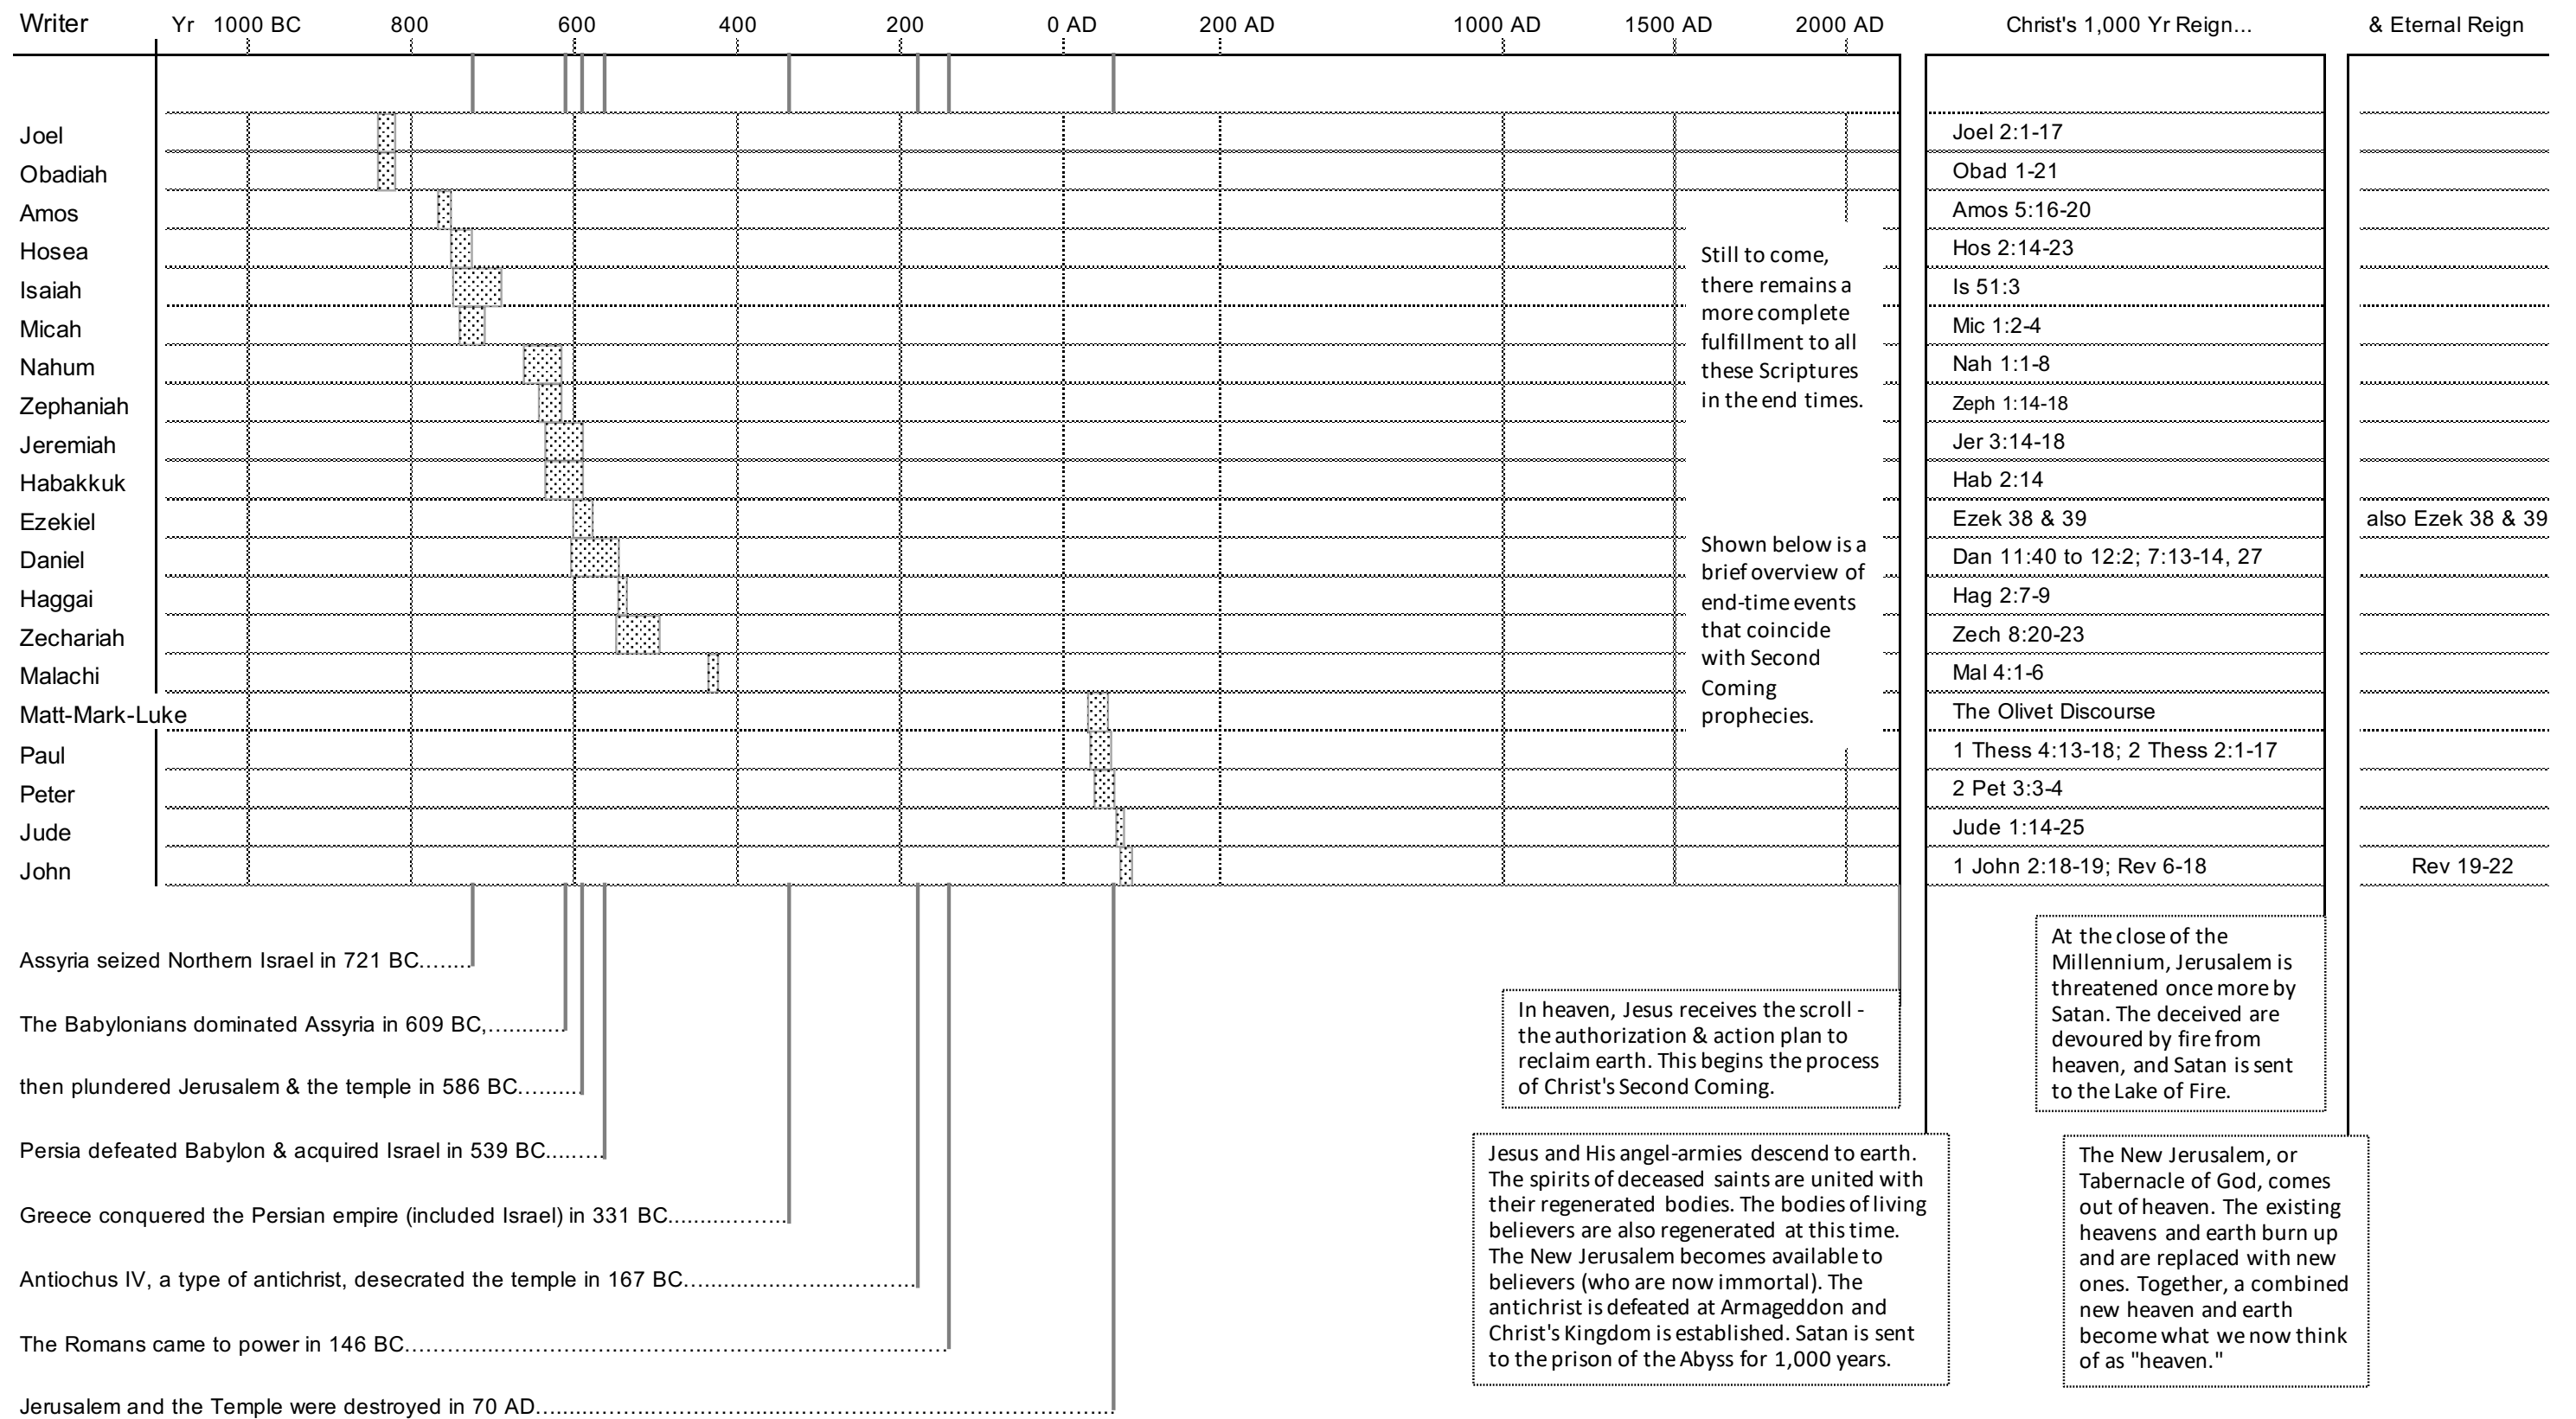 Writer Yr 1000 BC 800 600 400 200 0 AD 200 AD 1000 AD 1500 AD 2000 AD Christ's 1,000 Yr Reign... & Eternal Reign
Joel Joel 2:1-17
Obadiah Obad 1-21
Amos Amos 5:16-20
Hosea Hos 2:14-23
Isaiah Is 51:3
Micah Mic 1:2-4
Nahum Nah 1:1-8
Zephaniah Zeph 1:14-18
Jeremiah Jer 3:14-18
Habakkuk Hab 2:14
Ezekiel Ezek 38 & 39 also Ezek 38 & 39
Daniel Dan 11:40 to 12:2; 7:13-14, 27
Haggai Hag 2:7-9
Zechariah Zech 8:20-23
Malachi Mal 4:1-6
Matt-Mark-Luke The Olivet Discourse
Paul 1 Thess 4:13-18; 2 Thess 2:1-17
Peter 2 Pet 3:3-4
Jude Jude 1:14-25
John 1 John 2:18-19; Rev 6-18 Rev 19-22
Still to come,
there remains a
more complete
fulfillment to all
these Scriptures
in the end times.
Shown below is a
brief overview of
end-time events
that coincide
with Second
Coming
prophecies.
Assyria seized Northern Israel in 721 BC........
The Babylonians dominated Assyria in 609 BC,............
then plundered Jerusalem & the temple in 586 BC..........
Persia defeated Babylon & acquired Israel in 539 BC.........
Greece conquered the Persian empire (included Israel) in 331 BC..................
Antiochus IV, a type of antichrist, desecrated the temple in 167 BC...................................
The Romans came to power in 146 BC...................................................................................
Jerusalem and the Temple were destroyed in 70 AD.........................................................................................
In heaven, Jesus receives the scroll -
the authorization & action plan to
reclaim earth. This begins the process
of Christ's Second Coming.
Jesus and His angel-armies descend to earth.
The spirits of deceased saints are united with
their regenerated bodies. The bodies of living
believers are also regenerated at this time.
The New Jerusalem becomes available to
believers (who are now immortal). The
antichrist is defeated at Armageddon and
Christ's Kingdom is established. Satan is sent
to the prison of the Abyss for 1,000 years.
At the close of the
Millennium, Jerusalem is
threatened once more by
Satan. The deceived are
devoured by fire from
heaven, and Satan is sent
to the Lake of Fire.
The New Jerusalem, or
Tabernacle of God, comes
out of heaven. The existing
heavens and earth burn up
and are replaced with new
ones. Together, a combined
new heaven and earth
become what we now think
of as "heaven."